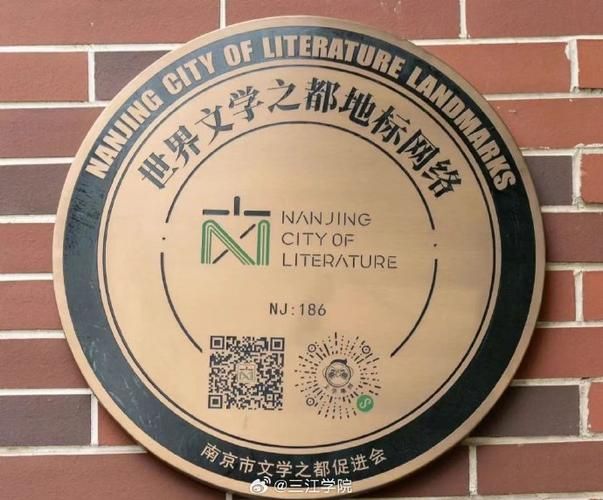 NANJING CITY OF LITERATURE LANDMARKS
世界文学之都地标网络
NANJING
CITY OF
LITERATURE
NJ:186
南京市文学之都促进会
@三江学院